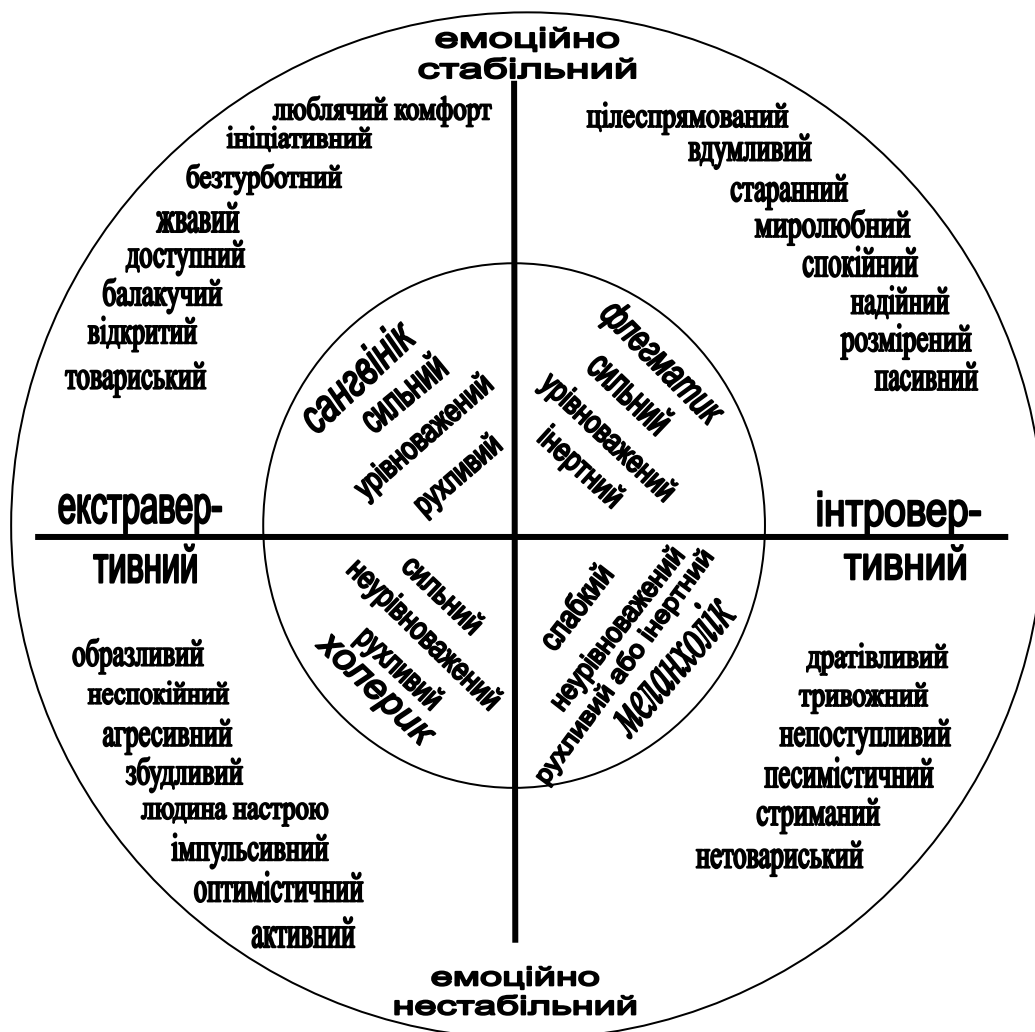 емоційно
стабільний
люблячий комфорт
ініціативний
безтурботний
жвавий
доступний
балакучий
відкритий
товариський
цілеспрямований
вдумливий
старанний
миролюбний
спокійний
надійний
розмірений
пасивний
сангвінік
сильний
урівноважений
рухливий
флегматик
сильний
урівноважений
інертний
екстравер-
тивний
інтровер-
тивний
сильний
неурівноважений
рухливий
холерик
слабкий
неурівноважений
рухливий або інертний
меланхолік
образливий
неспокійний
агресивний
збудливий
людина настрою
імпульсивний
оптимістичний
активний
дратівливий
тривожний
непоступливий
песимістичний
стриманий
нетовариський
емоційно
нестабільний